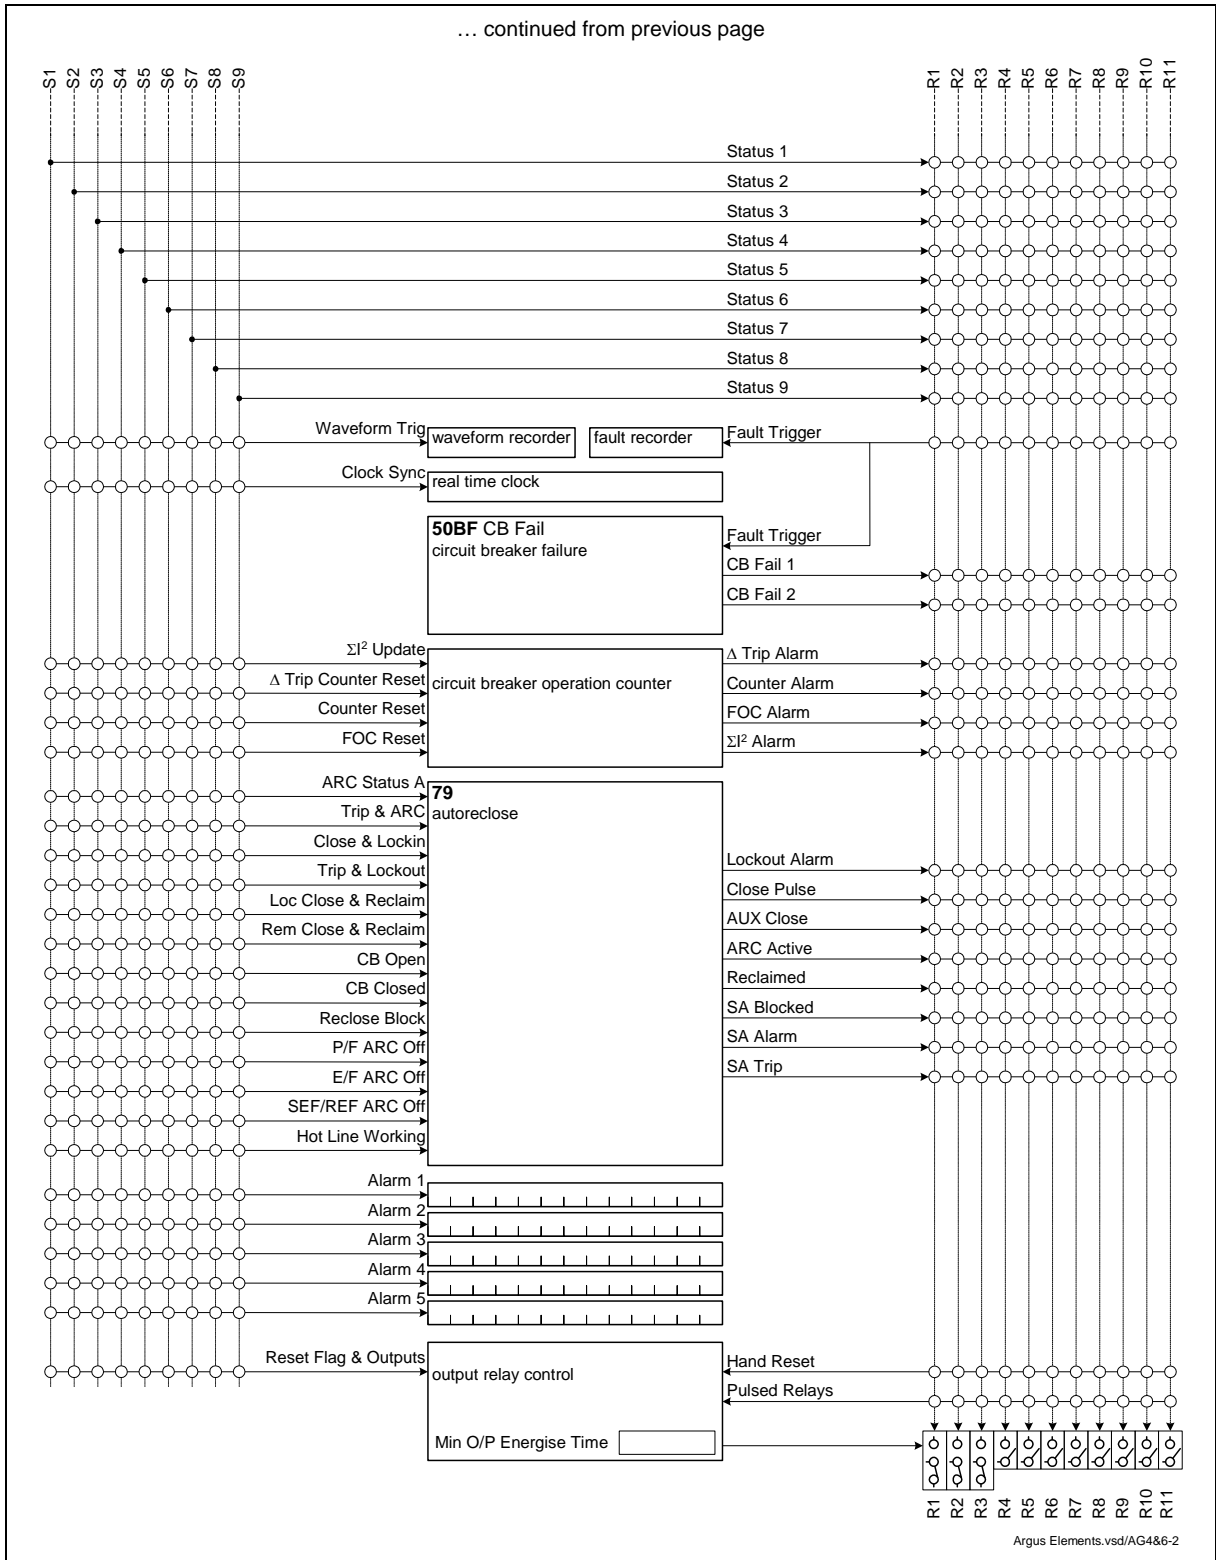 … continued from previous page
S1
S2
S3
S4
S5
S6
S7
S8
S9
R1
R2
R3
R4
R5
R6
R7
R8
R9
R10
R11
Status 1
Status 2
Status 3
Status 4
Status 5
Status 6
Status 7
Status 8
Status 9
Waveform Trig
waveform recorder
fault recorder
Fault Trigger
Clock Sync
real time clock
50BF CB Fail
circuit breaker failure
Fault Trigger
CB Fail 1
CB Fail 2
ΣI² Update
Δ Trip Counter Reset
Counter Reset
FOC Reset
circuit breaker operation counter
Δ Trip Alarm
Counter Alarm
FOC Alarm
ΣI² Alarm
ARC Status A
Trip & ARC
Close & Lockin
Trip & Lockout
Loc Close & Reclaim
Rem Close & Reclaim
CB Open
CB Closed
Reclose Block
P/F ARC Off
E/F ARC Off
SEF/REF ARC Off
Hot Line Working
79
autoreclose
Lockout Alarm
Close Pulse
AUX Close
ARC Active
Reclaimed
SA Blocked
SA Alarm
SA Trip
Alarm 1
Alarm 2
Alarm 3
Alarm 4
Alarm 5
Reset Flag & Outputs
output relay control
Hand Reset
Pulsed Relays
Min O/P Energise Time
R1
R2
R3
R4
R5
R6
R7
R8
R9
R10
R11
Argus Elements.vsd/AG4&6-2